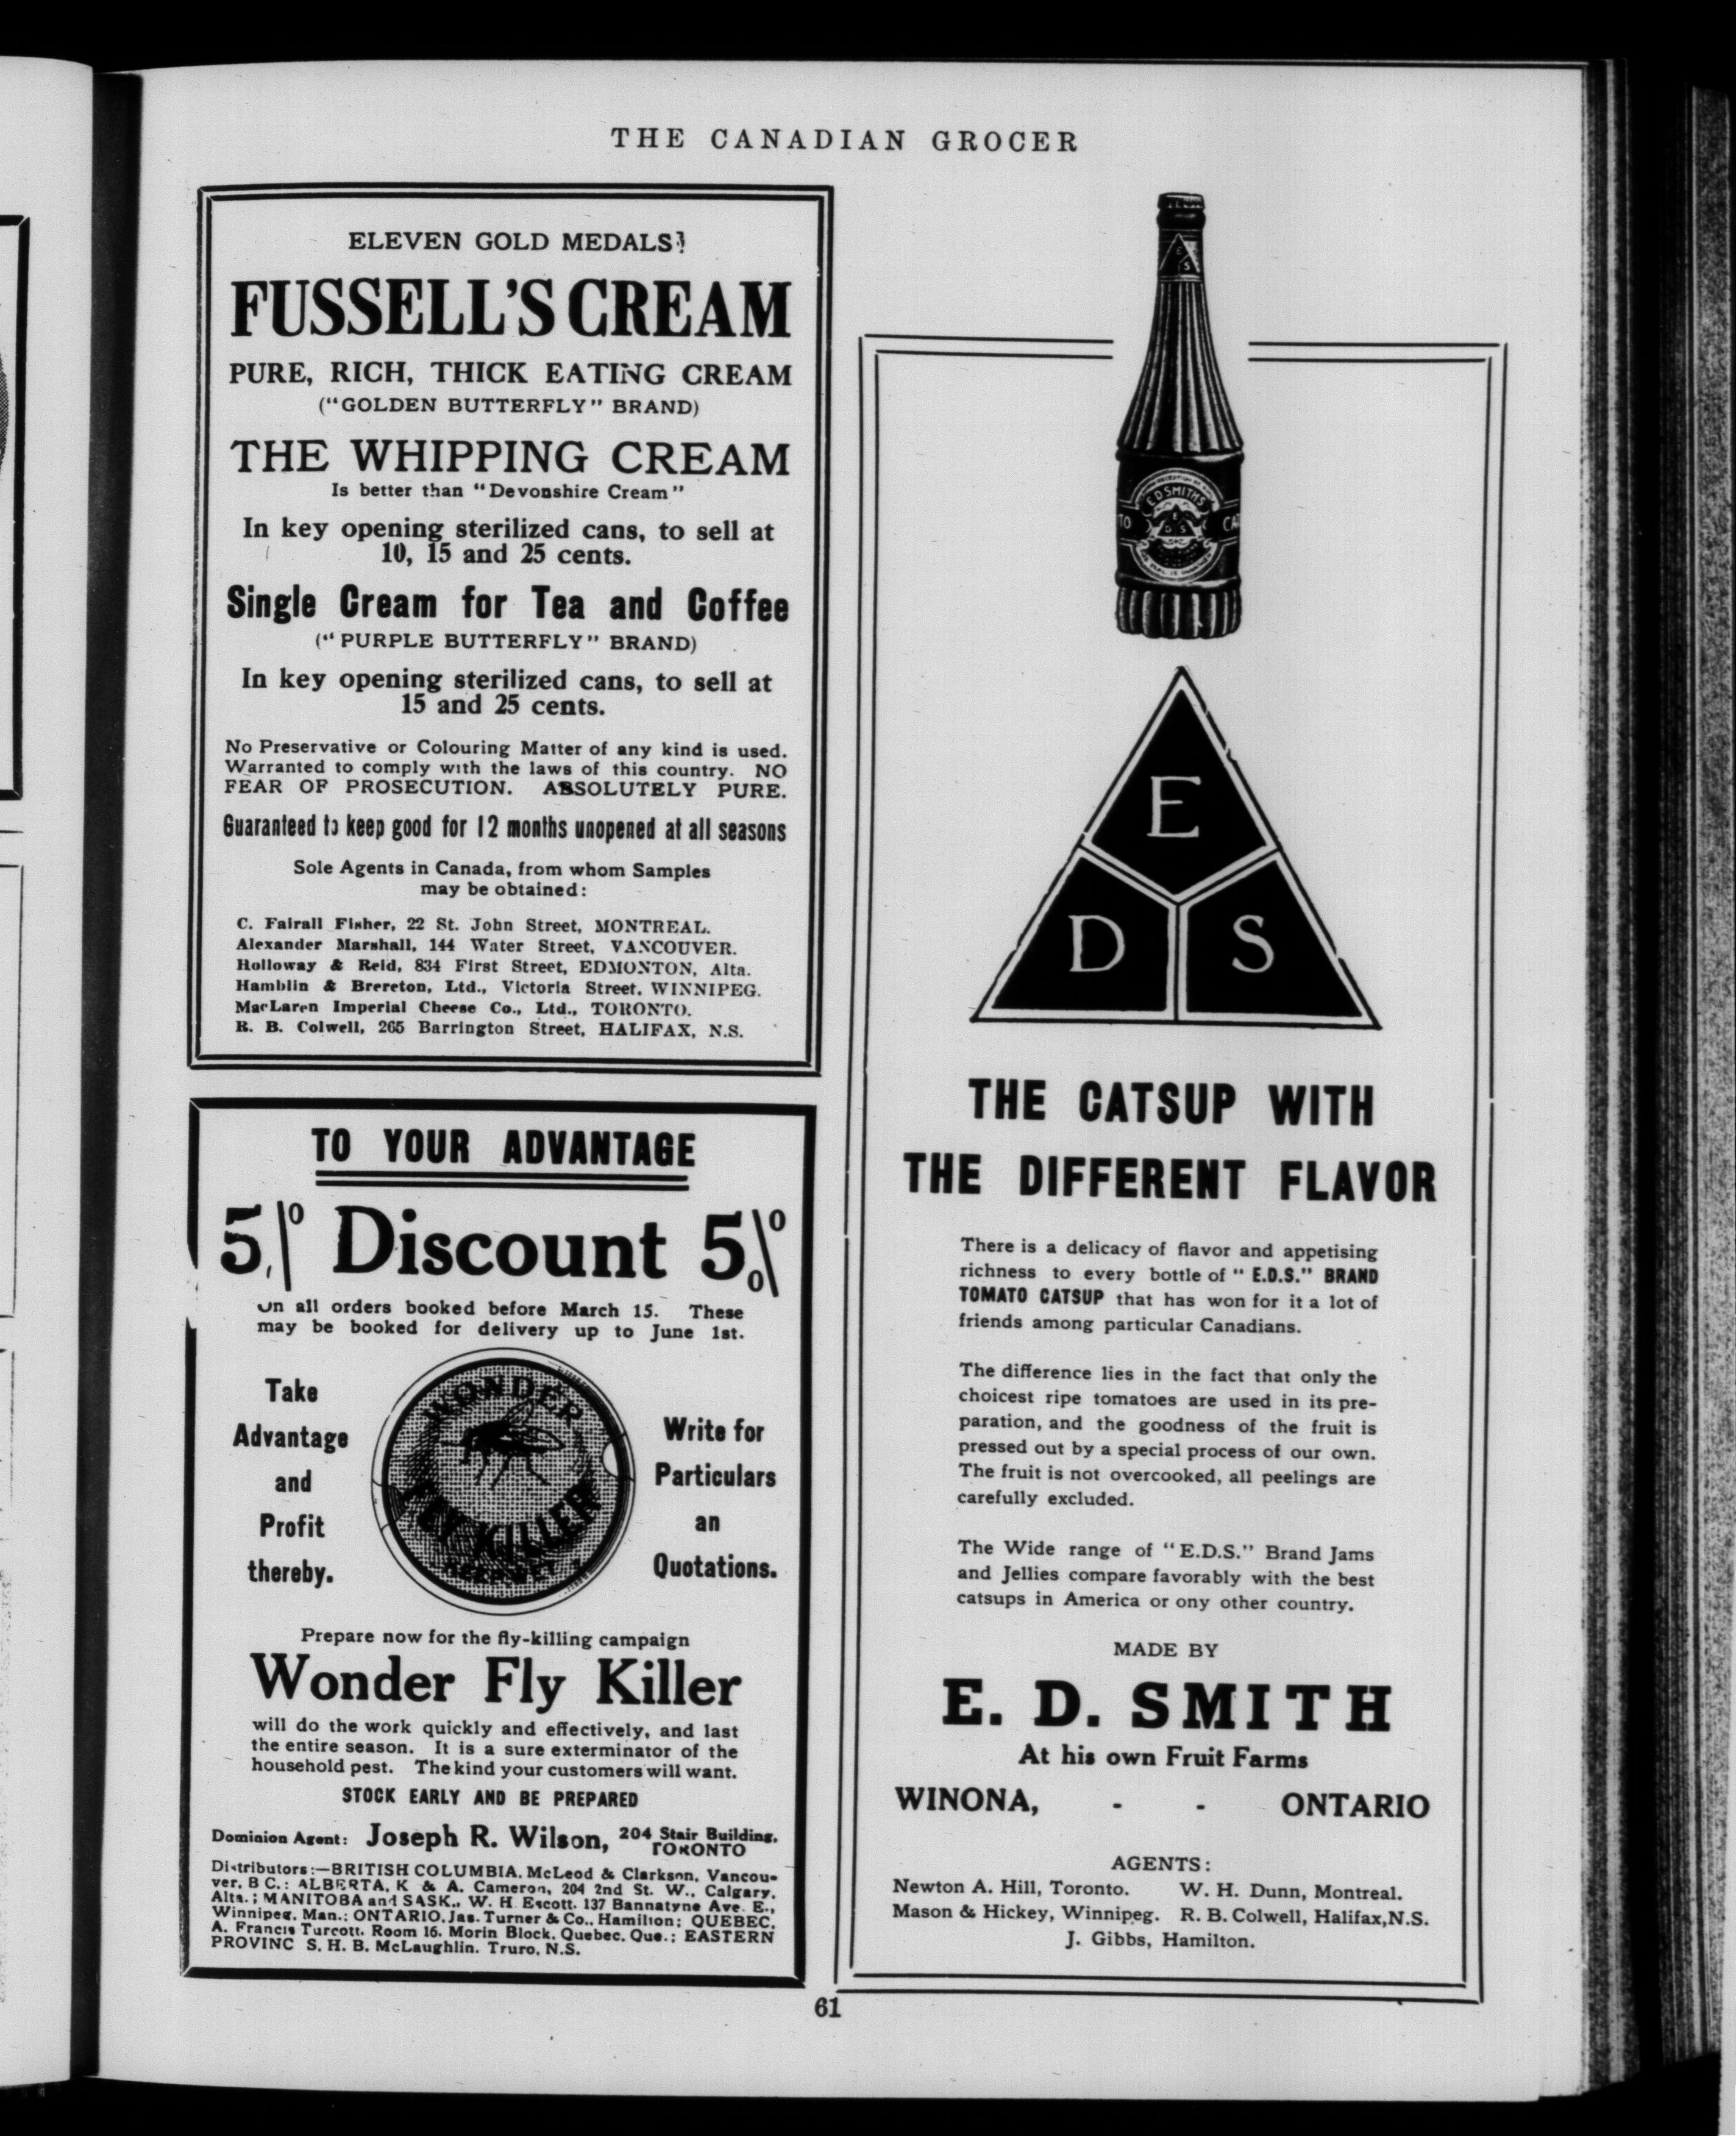 THE CANADIAN GROCER
ELEVEN GOLD MEDALS!
FUSSELL'S CREAM
PURE, RICH, THICK EATING CREAM
("GOLDEN BUTTERFLY" BRAND)
THE WHIPPING CREAM
Is better than "Devonshire Cream"
In key opening sterilized cans, to sell at
10, 15 and 25 cents.
Single Cream for Tea and Coffee
("PURPLE BUTTERFLY" BRAND)
In key opening sterilized cans, to sell at
15 and 25 cents.
No Preservative or Colouring Matter of any kind is used.
Warranted to comply with the laws of this country. NO
FEAR OF PROSECUTION. ABSOLUTELY PURE.
Guaranteed to keep good for 12 months unopened at all seasons
Sole Agents in Canada, from whom Samples
may be obtained:
C. Fairall Fisher, 22 St. John Street, MONTREAL.
Alexander Marshall, 144 Water Street, VANCOUVER.
Holloway & Reid, 834 First Street, EDMONTON, Alta.
Hamblin & Brereton, Ltd., Victoria Street. WINNIPEG.
MacLaren Imperial Cheese Co., Ltd., TORONTO.
R. B. Colwell, 265 Barrington Street, HALIFAX, N.S.
TO YOUR ADVANTAGE
5% Discount 5%
On all orders booked before March 15. These
may be booked for delivery up to June 1st.
Take
Advantage
and
Profit
thereby.
WONDER
FLY KILLER
KEEP WET
Write for
Particulars
an
Quotations.
Prepare now for the fly-killing campaign
Wonder Fly Killer
will do the work quickly and effectively, and last
the entire season. It is a sure exterminator of the
household pest. The kind your customers will want.
STOCK EARLY AND BE PREPARED
Dominion Agent: Joseph R. Wilson, 204 Stair Building,
TORONTO
Distributors:—BRITISH COLUMBIA, McLeod & Clarkson, Vancou-
ver, B C.: ALBERTA, K & A. Cameron, 204 2nd St. W., Calgary,
Alta.; MANITOBA and SASK., W. H. Escott. 137 Bannatyne Ave. E.,
Winnipeg, Man.; ONTARIO, Jas. Turner & Co., Hamilton; QUEBEC,
A. Francis Turcott, Room 16, Morin Block, Quebec, Que.; EASTERN
PROVINC S. H. B. McLaughlin. Truro, N.S.
E
D S
E.D. SMITH'S
E
D S
TO
CAT
E
D S
THE CATSUP WITH
THE DIFFERENT FLAVOR
There is a delicacy of flavor and appetising
richness to every bottle of "E.D.S." BRAND
TOMATO CATSUP that has won for it a lot of
friends among particular Canadians.
The difference lies in the fact that only the
choicest ripe tomatoes are used in its pre-
paration, and the goodness of the fruit is
pressed out by a special process of our own.
The fruit is not overcooked, all peelings are
carefully excluded.
The Wide range of "E.D.S." Brand Jams
and Jellies compare favorably with the best
catsups in America or ony other country.
MADE BY
E. D. SMITH
At his own Fruit Farms
WINONA, - - ONTARIO
AGENTS:
Newton A. Hill, Toronto. W. H. Dunn, Montreal.
Mason & Hickey, Winnipeg. R. B. Colwell, Halifax, N.S.
J. Gibbs, Hamilton.
61